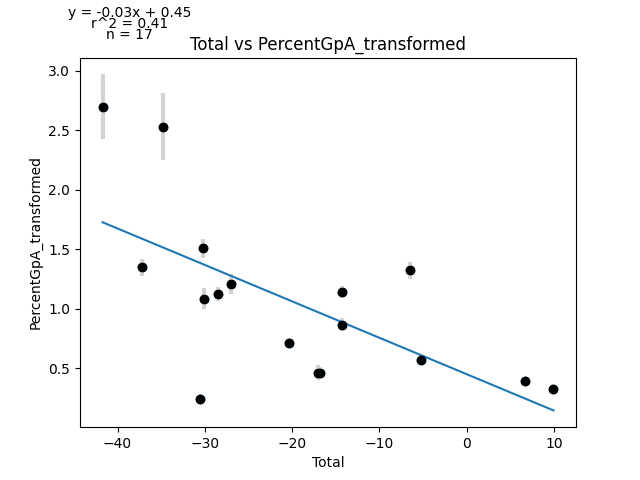 y = -0.03x + 0.45
r^2 = 0.41
n = 17
Total vs PercentGpA_transformed
PercentGpA_transformed
3.0
2.5
2.0
1.5
1.0
0.5
−40
−30
−20
−10
0
10
Total